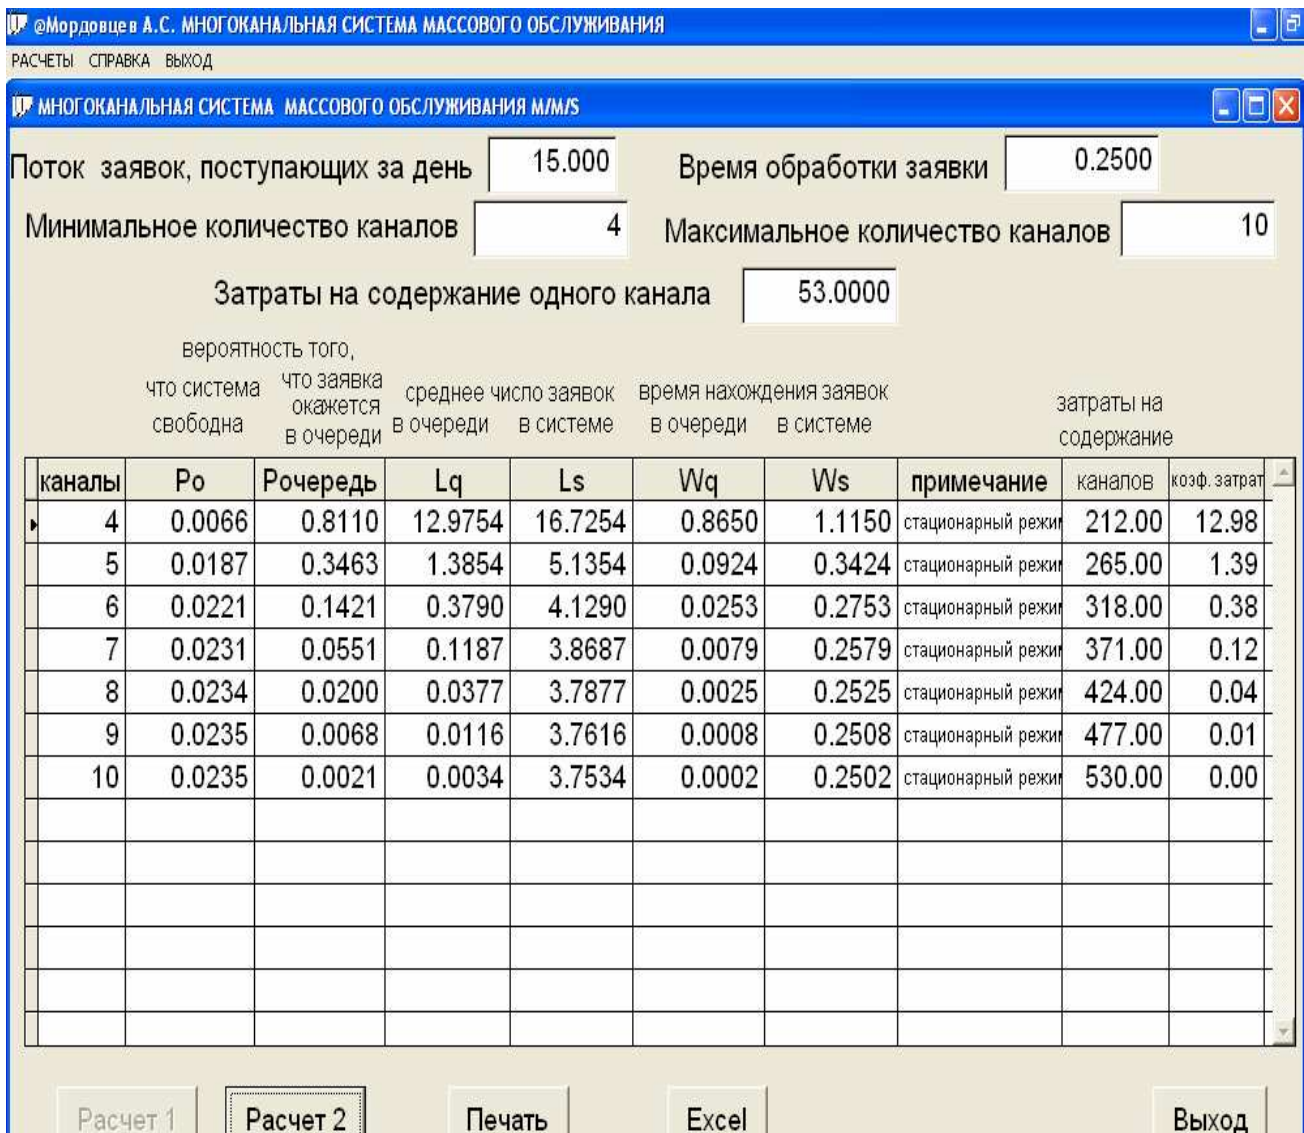 @Мордовцев А.С. МНОГОКАНАЛЬНАЯ СИСТЕМА МАССОВОГО ОБСЛУЖИВАНИЯ
РАСЧЕТЫ СПРАВКА ВЫХОД
МНОГОКАНАЛЬНАЯ СИСТЕМА МАССОВОГО ОБСЛУЖИВАНИЯ M/M/S
Поток заявок, поступающих за день 15.000 Время обработки заявки 0.2500
Минимальное количество каналов 4 Максимальное количество каналов 10
Затраты на содержание одного канала 53.0000
вероятность того,
что система свободна
что заявка окажется в очереди
среднее число заявок
в очереди в системе
время нахождения заявок
в очереди в системе
затраты на содержание
каналы Po Pочередь Lq Ls Wq Ws примечание каналов коэф. затрат
4 0.0066 0.8110 12.9754 16.7254 0.8650 1.1150 стационарный режим 212.00 12.98
5 0.0187 0.3463 1.3854 5.1354 0.0924 0.3424 стационарный режим 265.00 1.39
6 0.0221 0.1421 0.3790 4.1290 0.0253 0.2753 стационарный режим 318.00 0.38
7 0.0231 0.0551 0.1187 3.8687 0.0079 0.2579 стационарный режим 371.00 0.12
8 0.0234 0.0200 0.0377 3.7877 0.0025 0.2525 стационарный режим 424.00 0.04
9 0.0235 0.0068 0.0116 3.7616 0.0008 0.2508 стационарный режим 477.00 0.01
10 0.0235 0.0021 0.0034 3.7534 0.0002 0.2502 стационарный режим 530.00 0.00
Расчет 1 Расчет 2 Печать Excel Выход